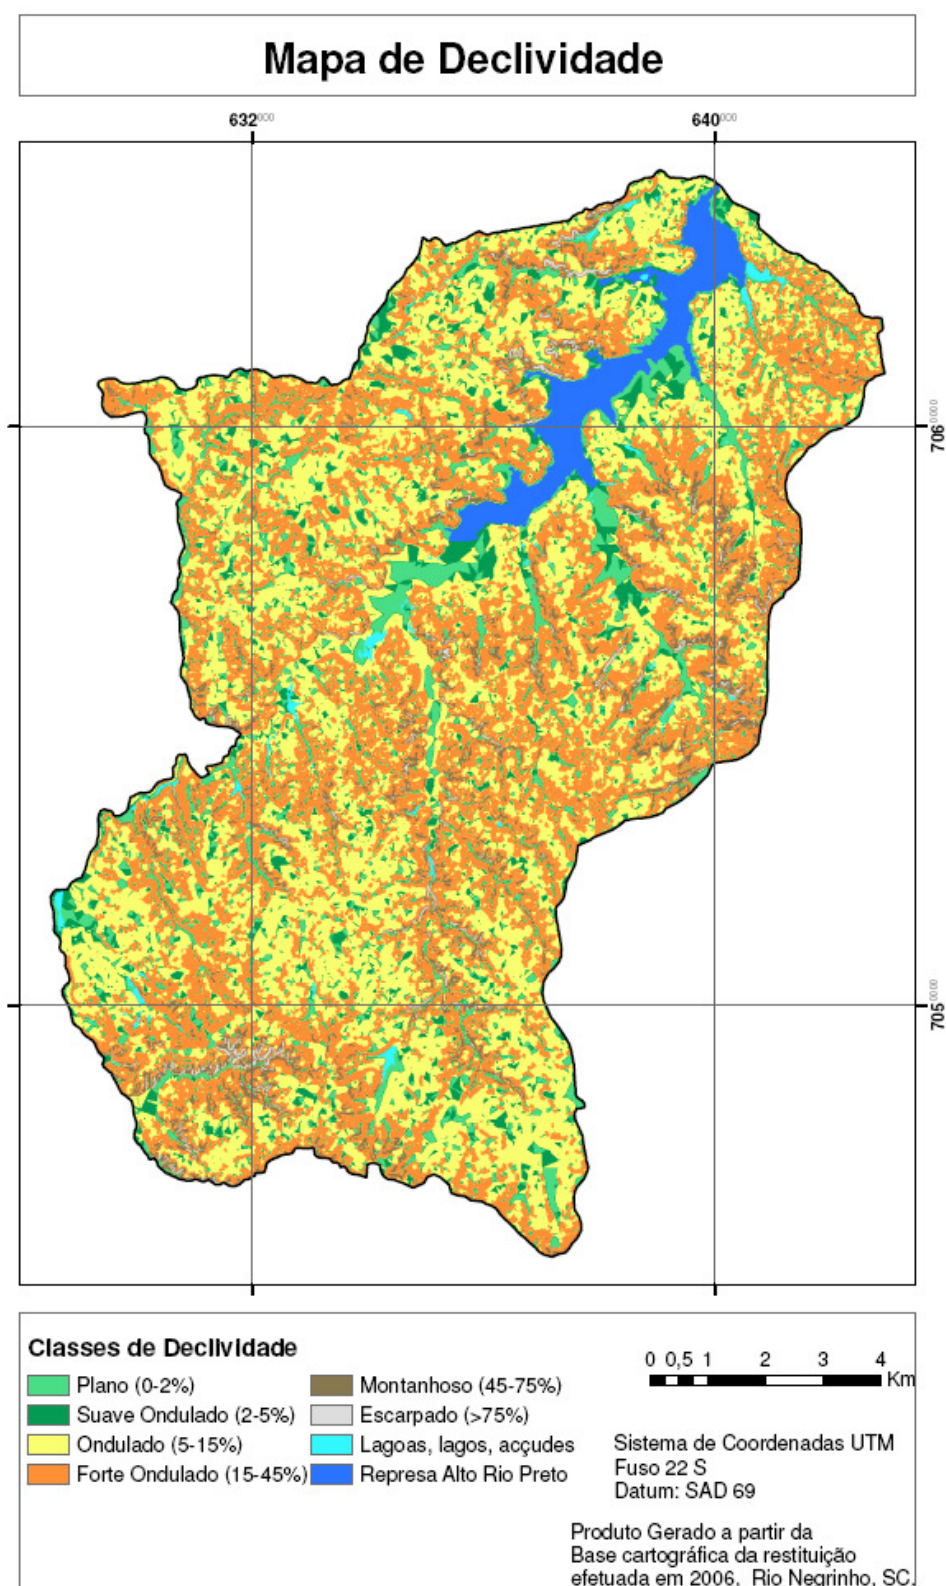 Mapa de Declividade
632000
640000
7060000
7050000
Classes de Declividade
Plano (0-2%)
Suave Ondulado (2-5%)
Ondulado (5-15%)
Forte Ondulado (15-45%)
Montanhoso (45-75%)
Escarpado (>75%)
Lagoas, lagos, acçudes
Represa Alto Rio Preto
0 0,5 1 2 3 4
Km
Sistema de Coordenadas UTM
Fuso 22 S
Datum: SAD 69
Produto Gerado a partir da
Base cartográfica da restituição
efetuada em 2006, Rio Negrinho, SC.